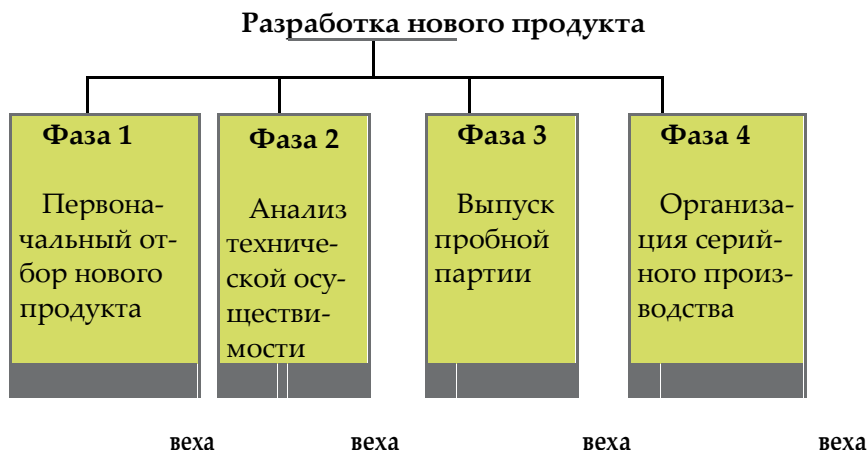 Разработка нового продукта
Фаза 1
Первона-
чальный от-
бор нового
продукта
Фаза 2
Анализ
техниче-
ской осу-
ществи-
мости
Фаза 3
Выпуск
пробной
партии
Фаза 4
Организа-
ция серий-
ного произ-
водства
веха веха веха веха